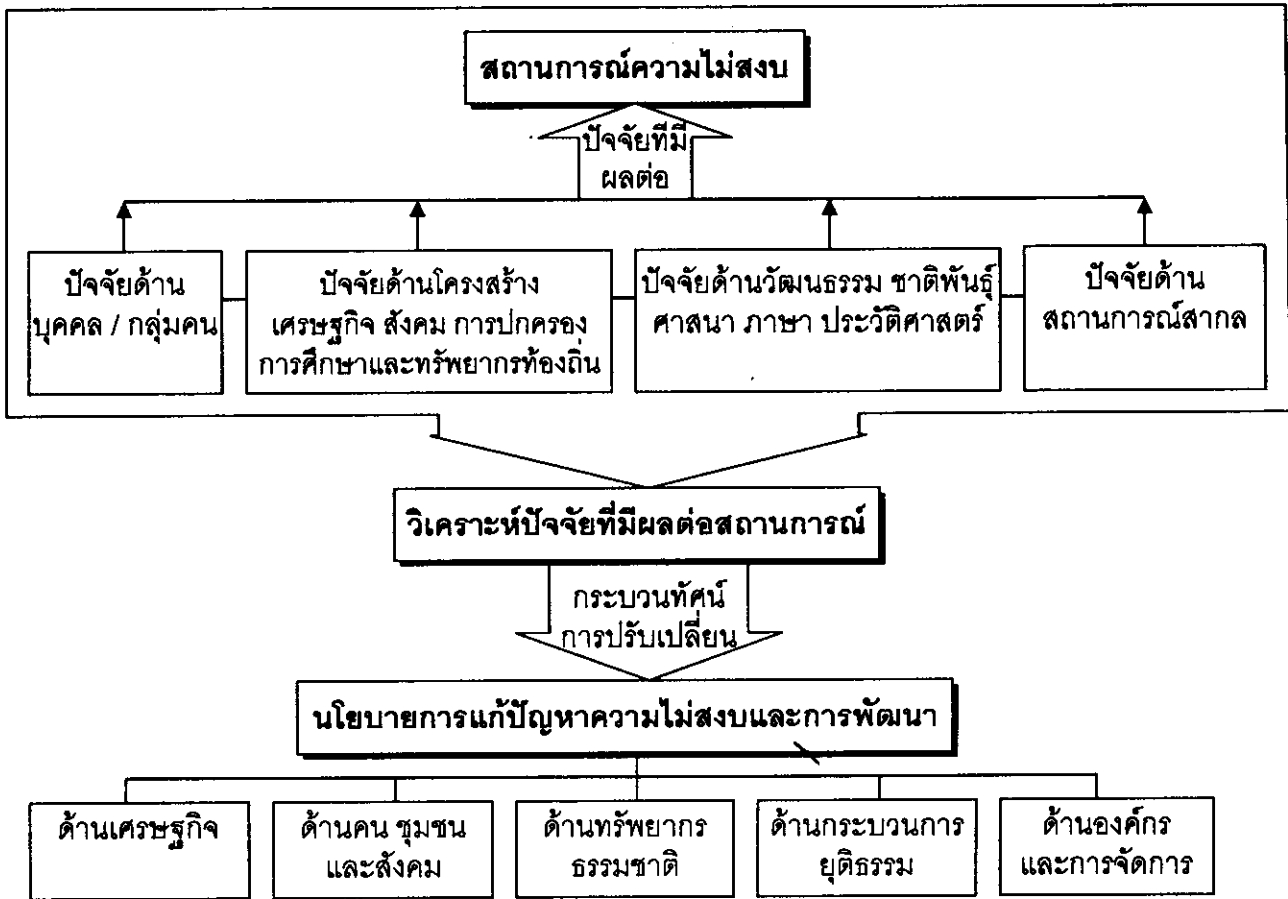 สถานการณ์ความไม่สงบ
ปัจจัยที่มี
ผลต่อ
ปัจจัยด้าน
บุคคล / กลุ่มคน
ปัจจัยด้านโครงสร้าง
เศรษฐกิจ สังคม การปกครอง
การศึกษาและทรัพยากรท้องถิ่น
ปัจจัยด้านวัฒนธรรม ชาติพันธุ์
ศาสนา ภาษา ประวัติศาสตร์
ปัจจัยด้าน
สถานการณ์สากล
วิเคราะห์ปัจจัยที่มีผลต่อสถานการณ์
กระบวนทัศน์
การปรับเปลี่ยน
นโยบายการแก้ปัญหาความไม่สงบและการพัฒนา
ด้านเศรษฐกิจ
ด้านคน ชุมชน
และสังคม
ด้านทรัพยากร
ธรรมชาติ
ด้านกระบวนการ
ยุติธรรม
ด้านองค์กร
และการจัดการ